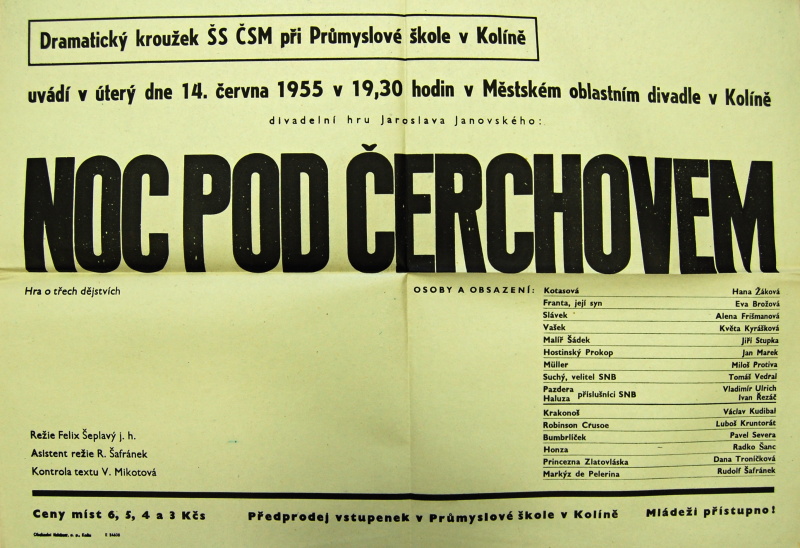 Dramatický kroužek ŠS ČSM při Průmyslové škole v Kolíně
uvádí v úterý dne 14. června 1955 v 19,30 hodin v Městském oblastním divadle v Kolíně
divadelní hru Jaroslava Janovského:
NOC POD ČERCHOVEM
Hra o třech dějstvích
OSOBY A OBSAZENÍ:
Kotasová Hana Žáková
Franta, její syn Eva Brožová
Slávek Alena Frišmanová
Vašek Květa Kyrášková
Malíř Šádek Jiří Stupka
Hostinský Prokop Jan Marek
Müller Miloš Protiva
Suchý, velitel SNB Tomáš Vedral
Pazdera Vladimír Ulrich
Haluza příslušníci SNB Ivan Řezáč
Krakonoš Václav Kudibal
Robinson Crusoe Luboš Kruntorát
Bumbrlíček Pavel Severa
Honza Radko Šanc
Princezna Zlatovláska Dana Troníčková
Markýz de Pelerina Rudolf Šafránek
Režie Felix Šeplavý j. h.
Asistent režie R. Šafránek
Kontrola textu V. Mikotová
Ceny míst 6, 5, 4 a 3 Kčs Předprodej vstupenek v Průmyslové škole v Kolíně Mládeži přístupno!